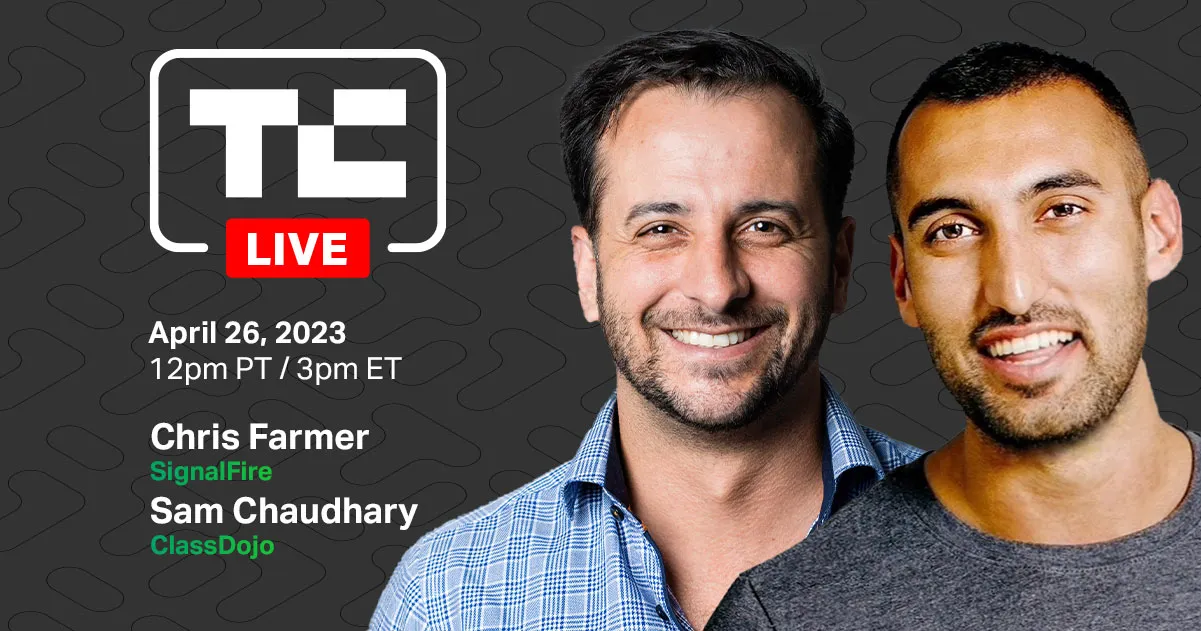 TC
LIVE
April 26, 2023
12pm PT / 3pm ET
Chris Farmer
SignalFire
Sam Chaudhary
ClassDojo